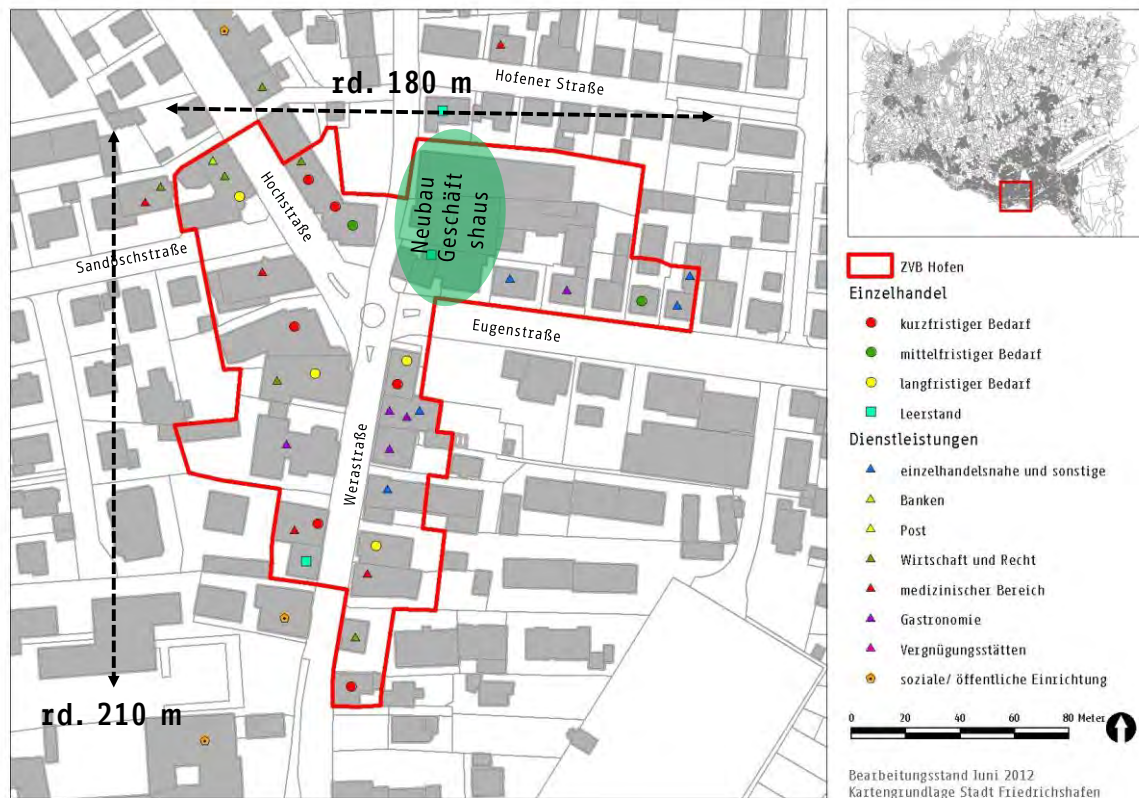 Hofener Straße
rd. 180 m
Neubau
Geschäft
shaus
Hochstraße
Sandöschstraße
Eugenstraße
Werastraße
rd. 210 m
ZVB Hofen
Einzelhandel
kurzfristiger Bedarf
mittelfristiger Bedarf
langfristiger Bedarf
Leerstand
Dienstleistungen
einzelhandelsnahe und sonstige
Banken
Post
Wirtschaft und Recht
medizinischer Bereich
Gastronomie
Vergnügungsstätten
soziale/ öffentliche Einrichtung
0 20 40 60 80 Meter
Bearbeitungsstand Juni 2012
Kartengrundlage Stadt Friedrichshafen